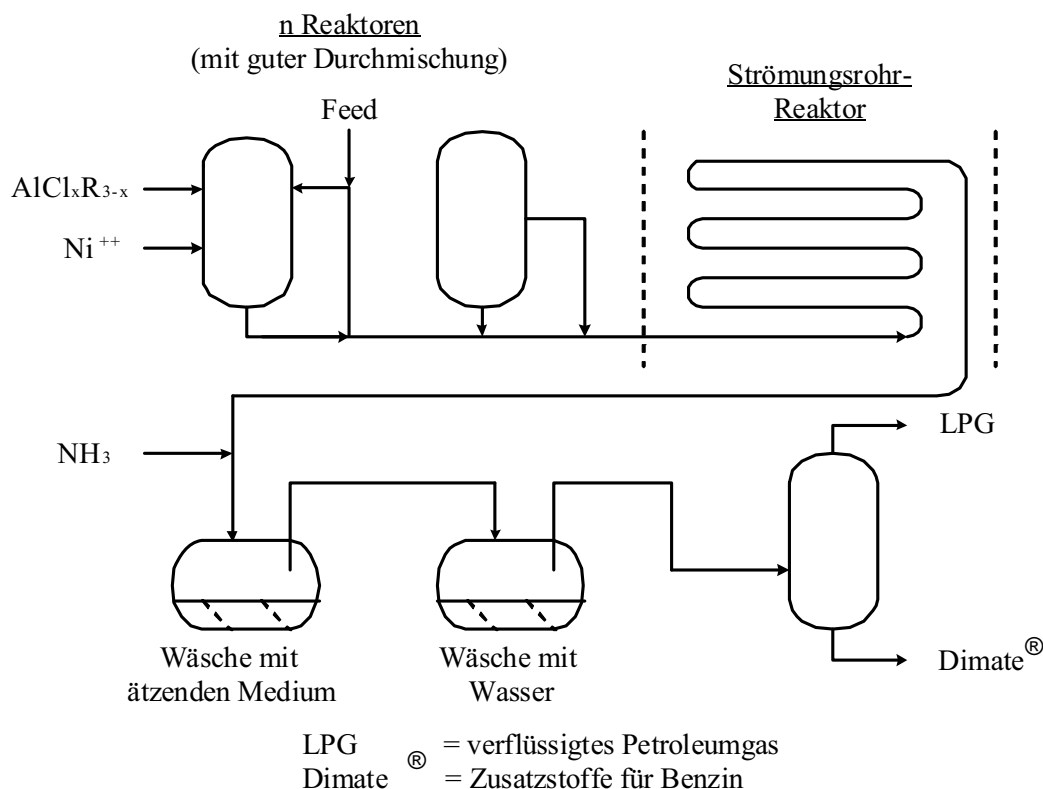 n Reaktoren
(mit guter Durchmischung)
Strömungsrohr-
Reaktor
Feed
AlClxR3-x
Ni++
NH3
LPG
Wäsche mit
ätzenden Medium
Wäsche mit
Wasser
Dimate®
LPG = verflüssigtes Petroleumgas
Dimate ® = Zusatzstoffe für Benzin